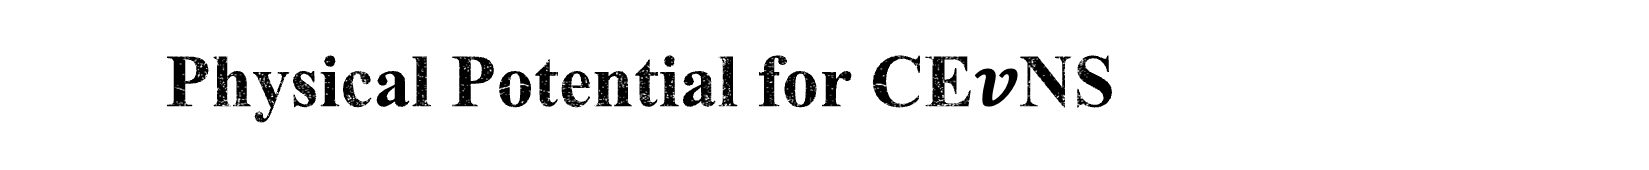 Physical Potential for CE𝝂NS